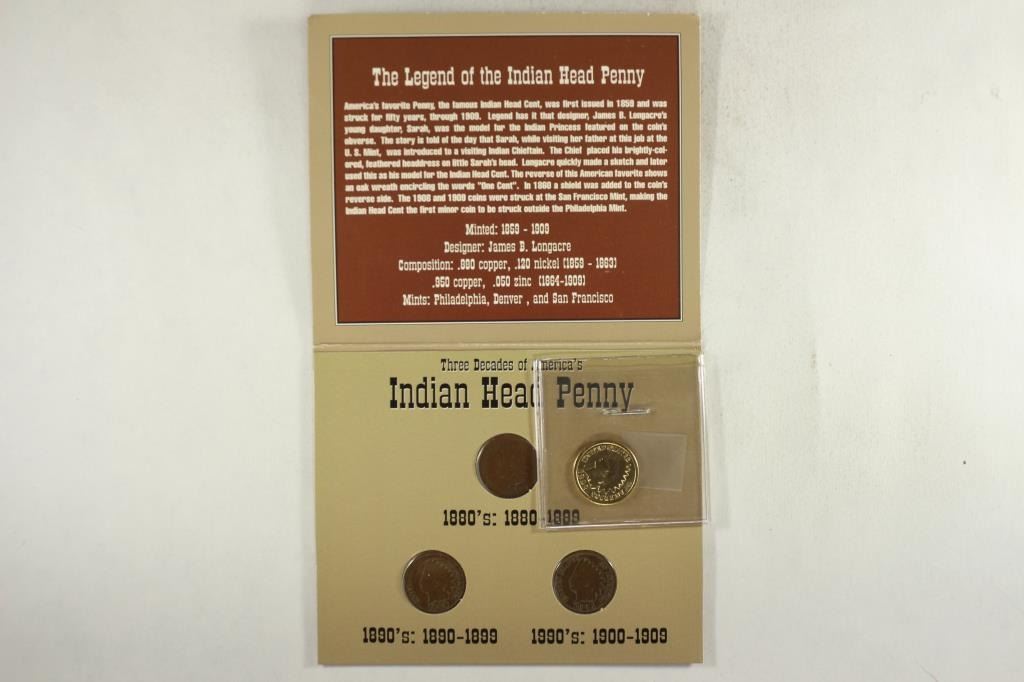 The Legend of the Indian Head Penny
America's favorite Penny, the famous Indian Head Cent, was first issued in 1859 and was
struck for fifty years, through 1909. Legend has it that designer, James B. Longacre's
young daughter, Sarah, was the model for the Indian Princess featured on the coin's
obverse. The story is told of the day that Sarah, while visiting her father at this job at the
U. S. Mint, was introduced to a visiting Indian Chieftain. The Chief placed his brightly-col-
ored, feathered headdress on little Sarah's head. Longacre quickly made a sketch and later
used this as his model for the Indian Head Cent. The reverse of this American favorite shows
an oak wreath encircling the words "One Cent". In 1860 a shield was added to the coin's
reverse side. The 1908 and 1909 coins were struck at the San Francisco Mint, making the
Indian Head Cent the first minor coin to be struck outside the Philadelphia Mint.
Minted: 1859 - 1909
Designer: James B. Longacre
Composition: .880 copper, .120 nickel (1859 - 1863)
.950 copper, .050 zinc (1864-1909)
Mints: Philadelphia, Denver , and San Francisco
Three Decades of America's
Indian Head Penny
1880's: 1880-1889
1890's: 1890-1899
1990's: 1900-1909